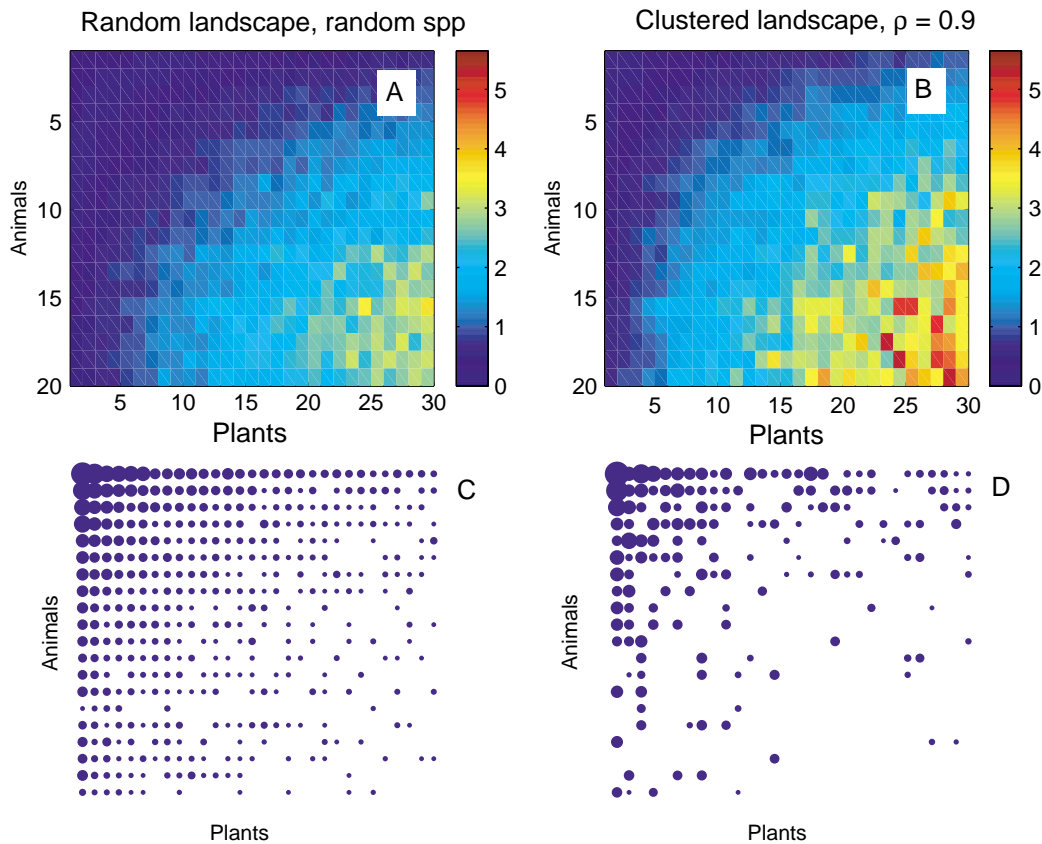 Random landscape, random spp
Clustered landscape, ρ = 0.9
A
B
5
4
3
2
1
0
5
4
3
2
1
0
5
10
15
20
Animals
5
10
15
20
Animals
5 10 15 20 25 30
Plants
5 10 15 20 25 30
Plants
C
D
Animals
Animals
Plants
Plants